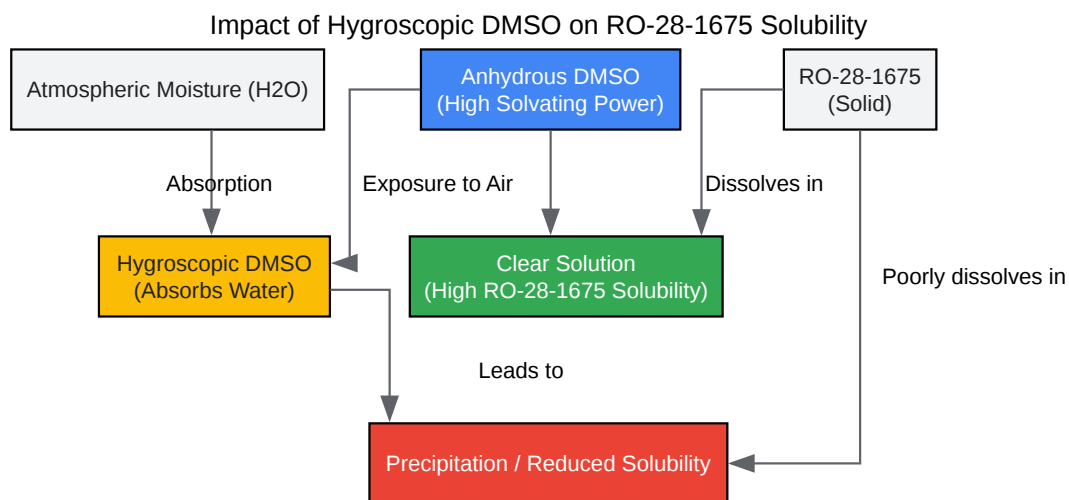 Impact of Hygroscopic DMSO on RO-28-1675 Solubility
Atmospheric Moisture (H2O)
Anhydrous DMSO
(High Solvating Power)
RO-28-1675
(Solid)
Absorption
Exposure to Air
Dissolves in
Hygroscopic DMSO
(Absorbs Water)
Clear Solution
(High RO-28-1675 Solubility)
Poorly dissolves in
Leads to
Precipitation / Reduced Solubility